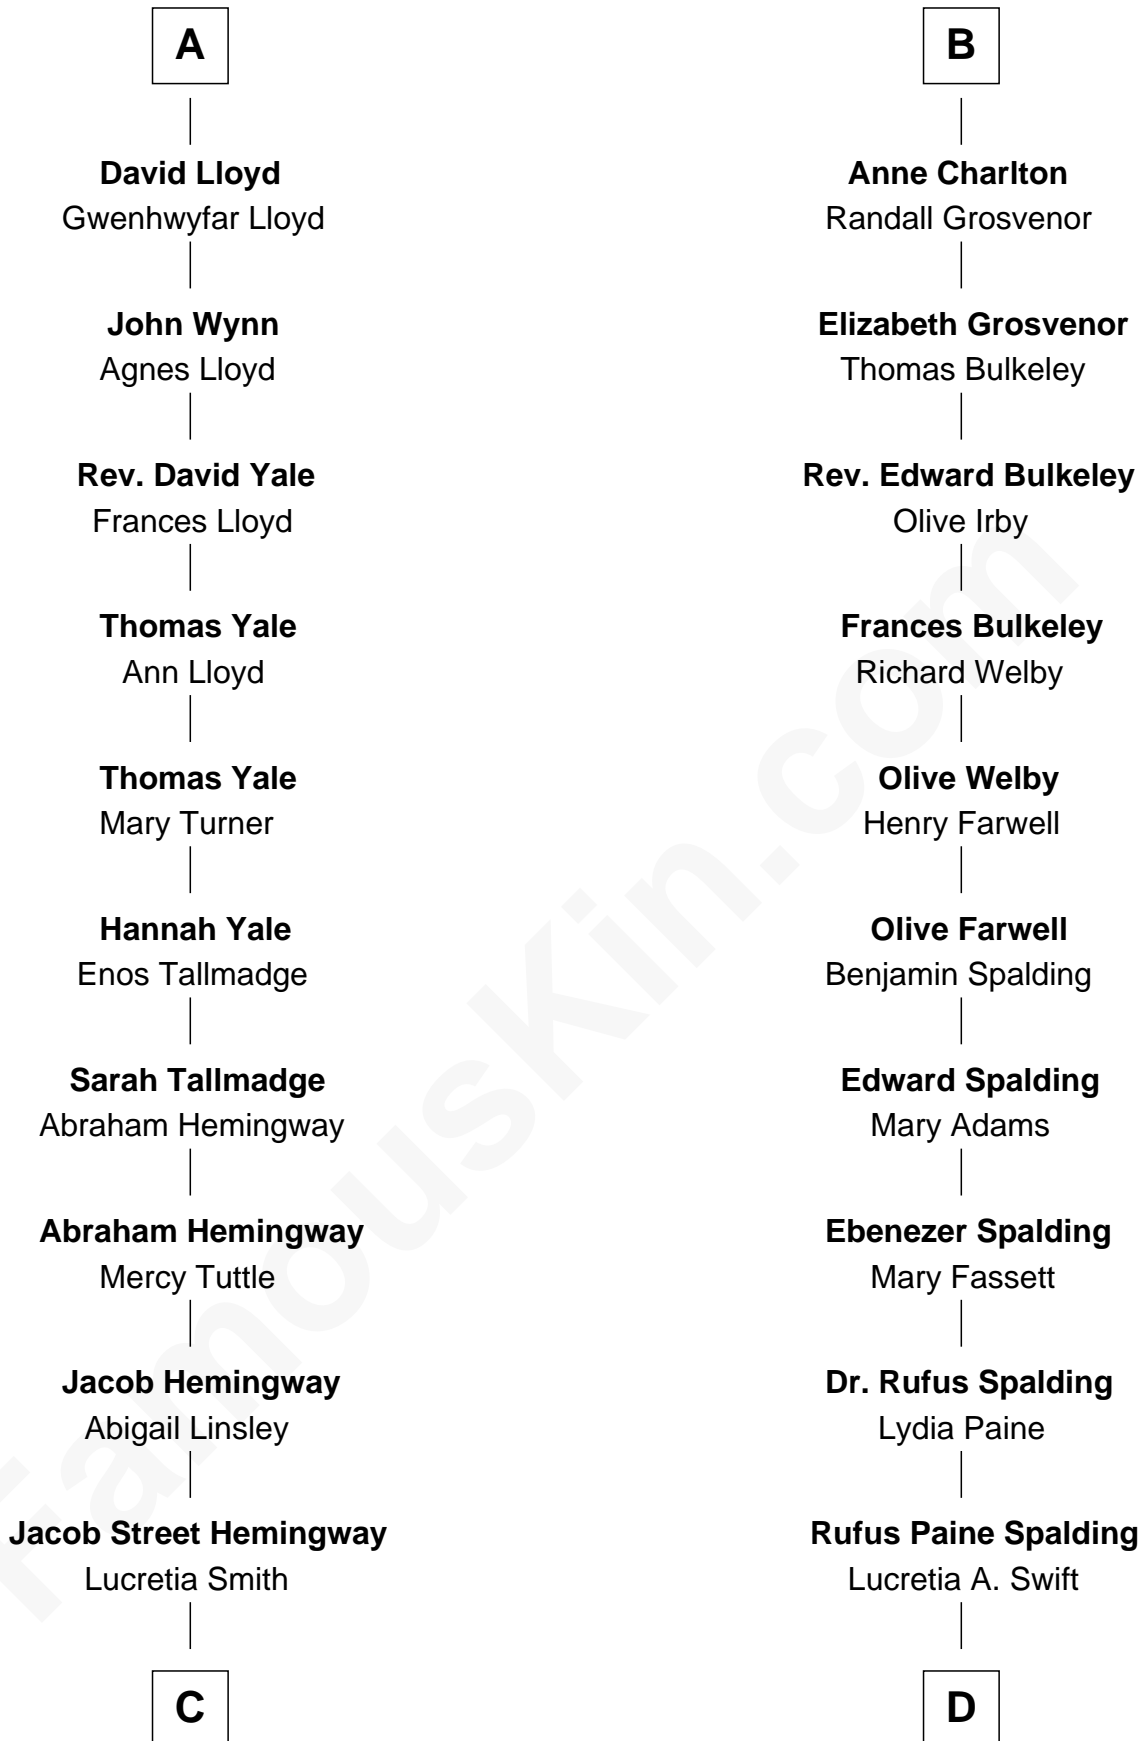 A
David Lloyd
Gwenhwyfar Lloyd
John Wynn
Agnes Lloyd
Rev. David Yale
Frances Lloyd
Thomas Yale
Ann Lloyd
Thomas Yale
Mary Turner
Hannah Yale
Enos Tallmadge
Sarah Tallmadge
Abraham Hemingway
Abraham Hemingway
Mercy Tuttle
Jacob Hemingway
Abigail Linsley
Jacob Street Hemingway
Lucretia Smith
C
B
Anne Charlton
Randall Grosvenor
Elizabeth Grosvenor
Thomas Bulkeley
Rev. Edward Bulkeley
Olive Irby
Frances Bulkeley
Richard Welby
Olive Welby
Henry Farwell
Olive Farwell
Benjamin Spalding
Edward Spalding
Mary Adams
Ebenezer Spalding
Mary Fassett
Dr. Rufus Spalding
Lydia Paine
Rufus Paine Spalding
Lucretia A. Swift
D
FamousKin.com